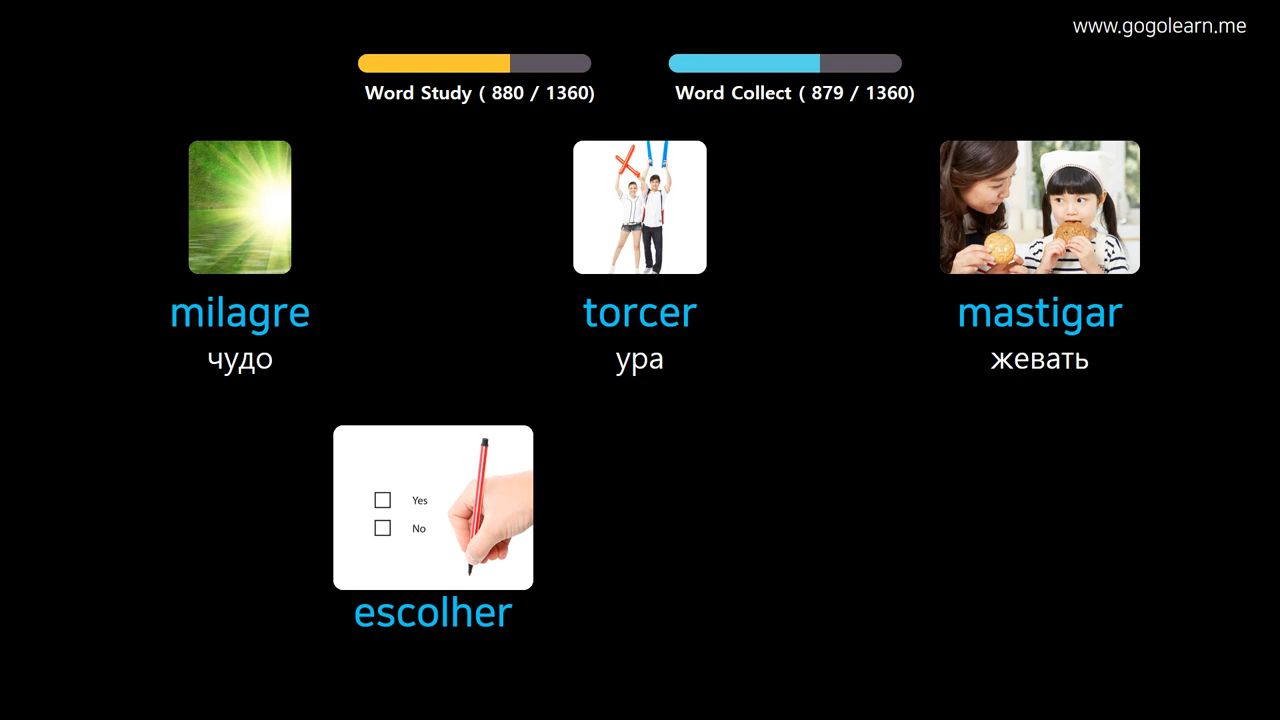 www.gogolearn.me
Word Study ( 880 / 1360)
Word Collect ( 879 / 1360)
milagre
чудо
torcer
ура
mastigar
жевать
Yes
No
escolher